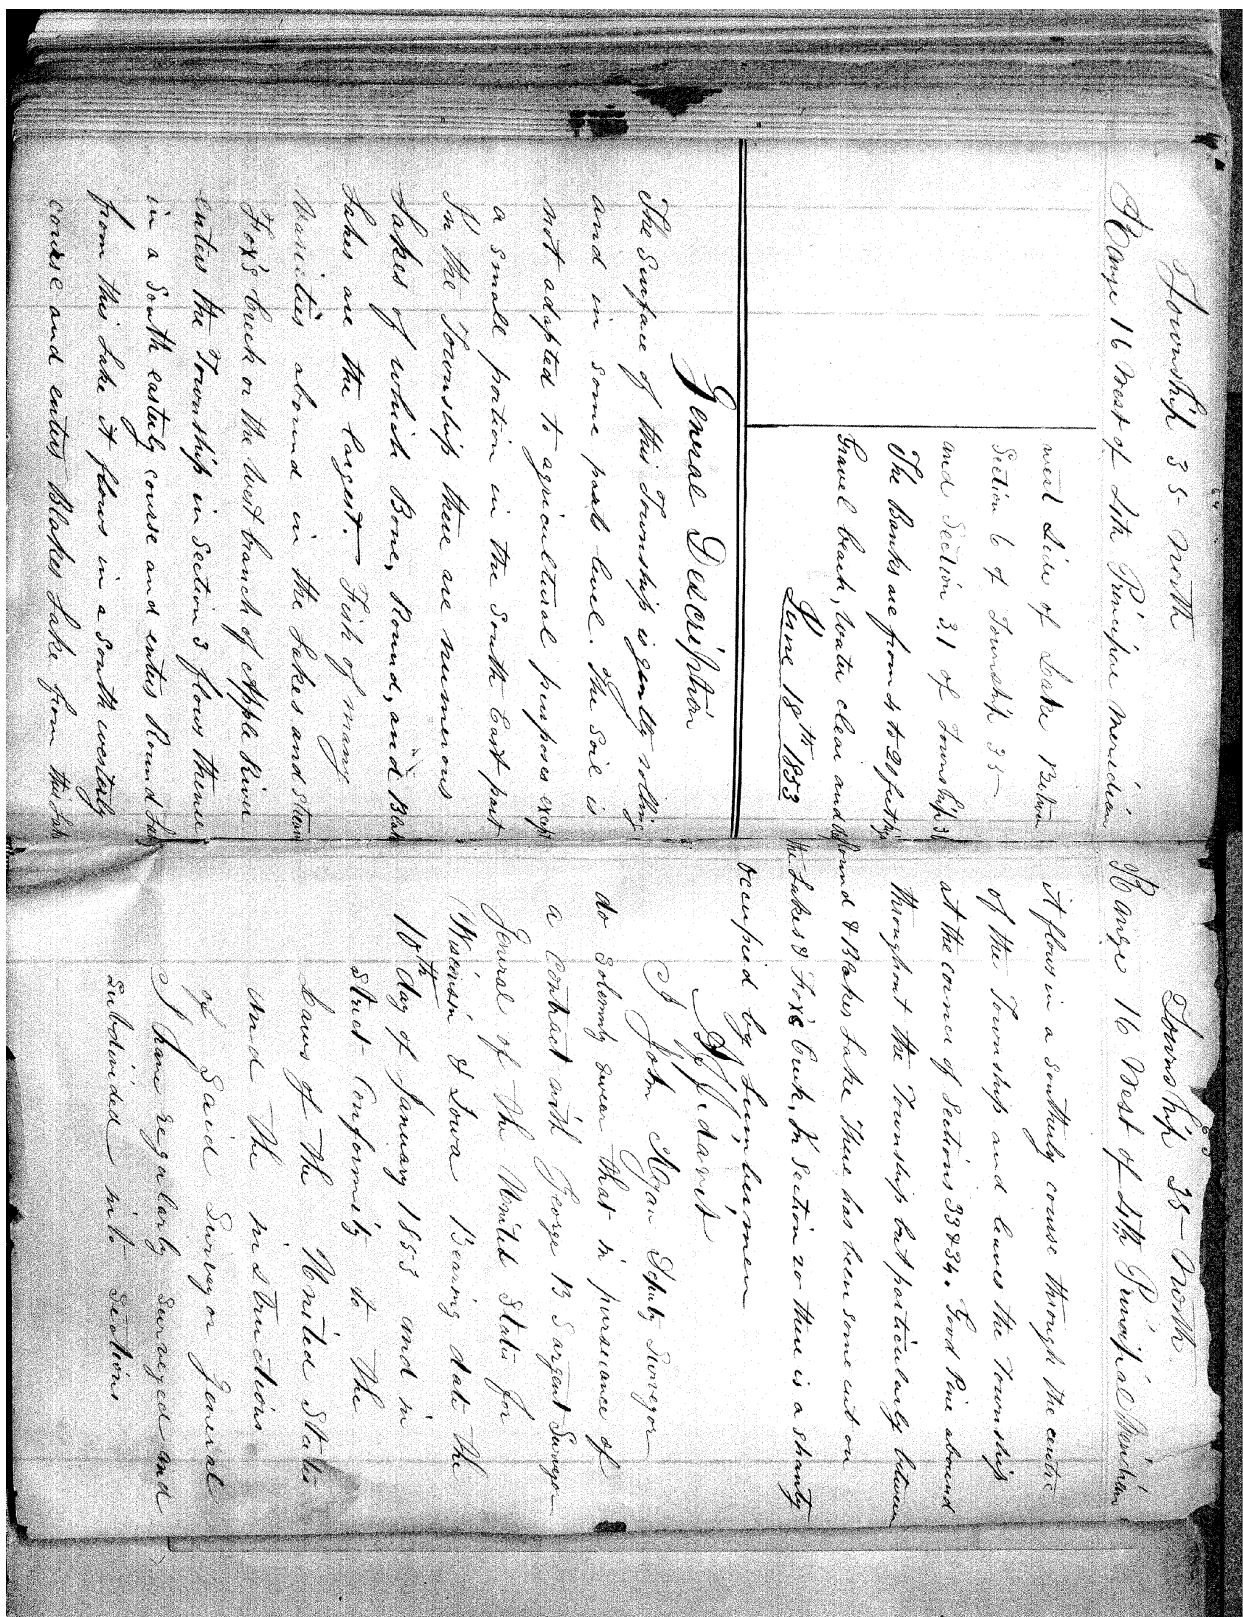 Township 35 North
Range 16 West of 4th Principal Meridian
west side of Lake Between
Section 6 of Township 35
and Section 31 of Township 36
The Banks are from 5 to 20 feet high
Gravel beach, water clear and
June 18th 1853
General Description
The Surface of this Township is gently rolling
and in some parts level. The Soil is
not adapted to agricultural purposes except
a small portion in the South East part
In the Township there are numerous
Lakes of which Bone, Round, and Blakes
Lakes are the largest. Fish of many
varieties abound in the Lakes and Streams
Fox's Creek or the West branch of Apple River
enters the Township in Section 3 flows thence
in a South easterly course and enters Round Lake
from this Lake it flows in a South westerly
course and enters Blakes Lake from this Lake
Township 35 North
Range 16 West of 4th Principal Meridian
it flows in a Southerly course through the centre
of the Township and leaves the Township
at the corner of Sections 33 & 34. Good Pine abound
throughout the Township but particularly between
Round & Blakes Lake There has been some cut on
the Lakes & Fox's Creek, In Section 20 there is a shanty
occupied by Lumbermen
Affidavit
I John Ryan Deputy Surveyor
do Solemnly swear that in pursuance of
a Contract with George B Sargent Surveyor
General of the United States for
Wisconsin & Iowa Bearing date the
10th day of January 1853 and in
strict Conformity to the
Laws of the United States
and the instructions
of Said Surveyor General
I have regularly surveyed and
subdivided into sections